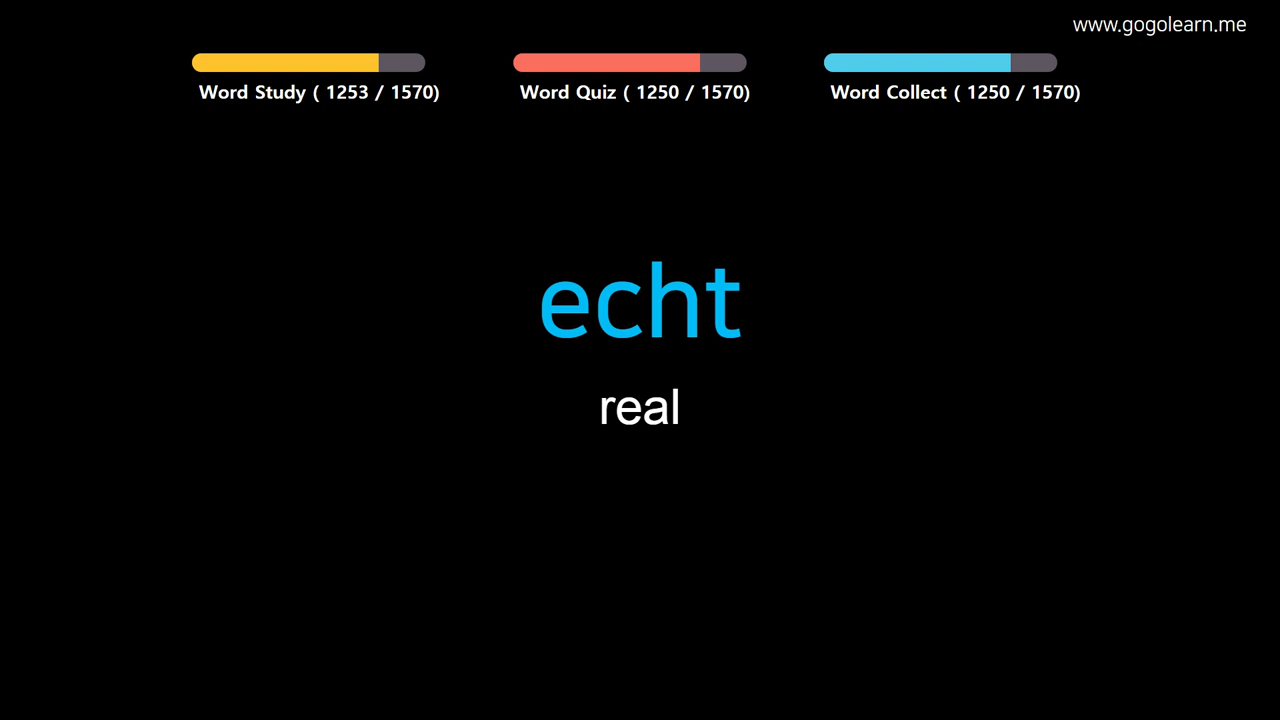 www.gogolearn.me
Word Study ( 1253 / 1570)
Word Quiz ( 1250 / 1570)
Word Collect ( 1250 / 1570)
echt
real